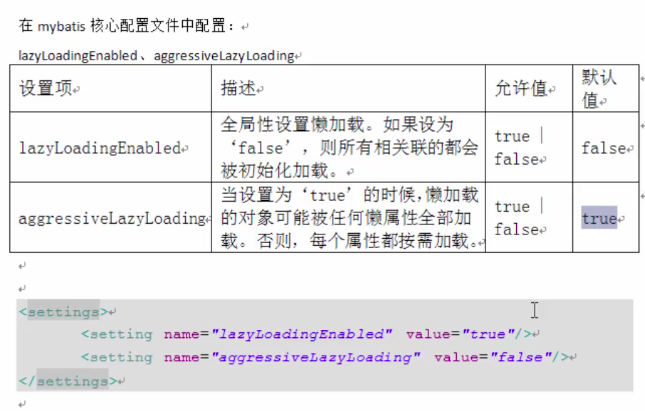 在 mybatis 核心配置文件中配置：
lazyLoadingEnabled、aggressiveLazyLoading
设置项 描述 允许值 默认值
lazyLoadingEnabled 全局性设置懒加载。如果设为‘false’，则所有相关联的都会被初始化加载。 true | false false
aggressiveLazyLoading 当设置为‘true’的时候，懒加载的对象可能被任何懒属性全部加载。否则，每个属性都按需加载。 true | false true
<settings>
<setting name="lazyLoadingEnabled" value="true"/>
<setting name="aggressiveLazyLoading" value="false"/>
</settings>